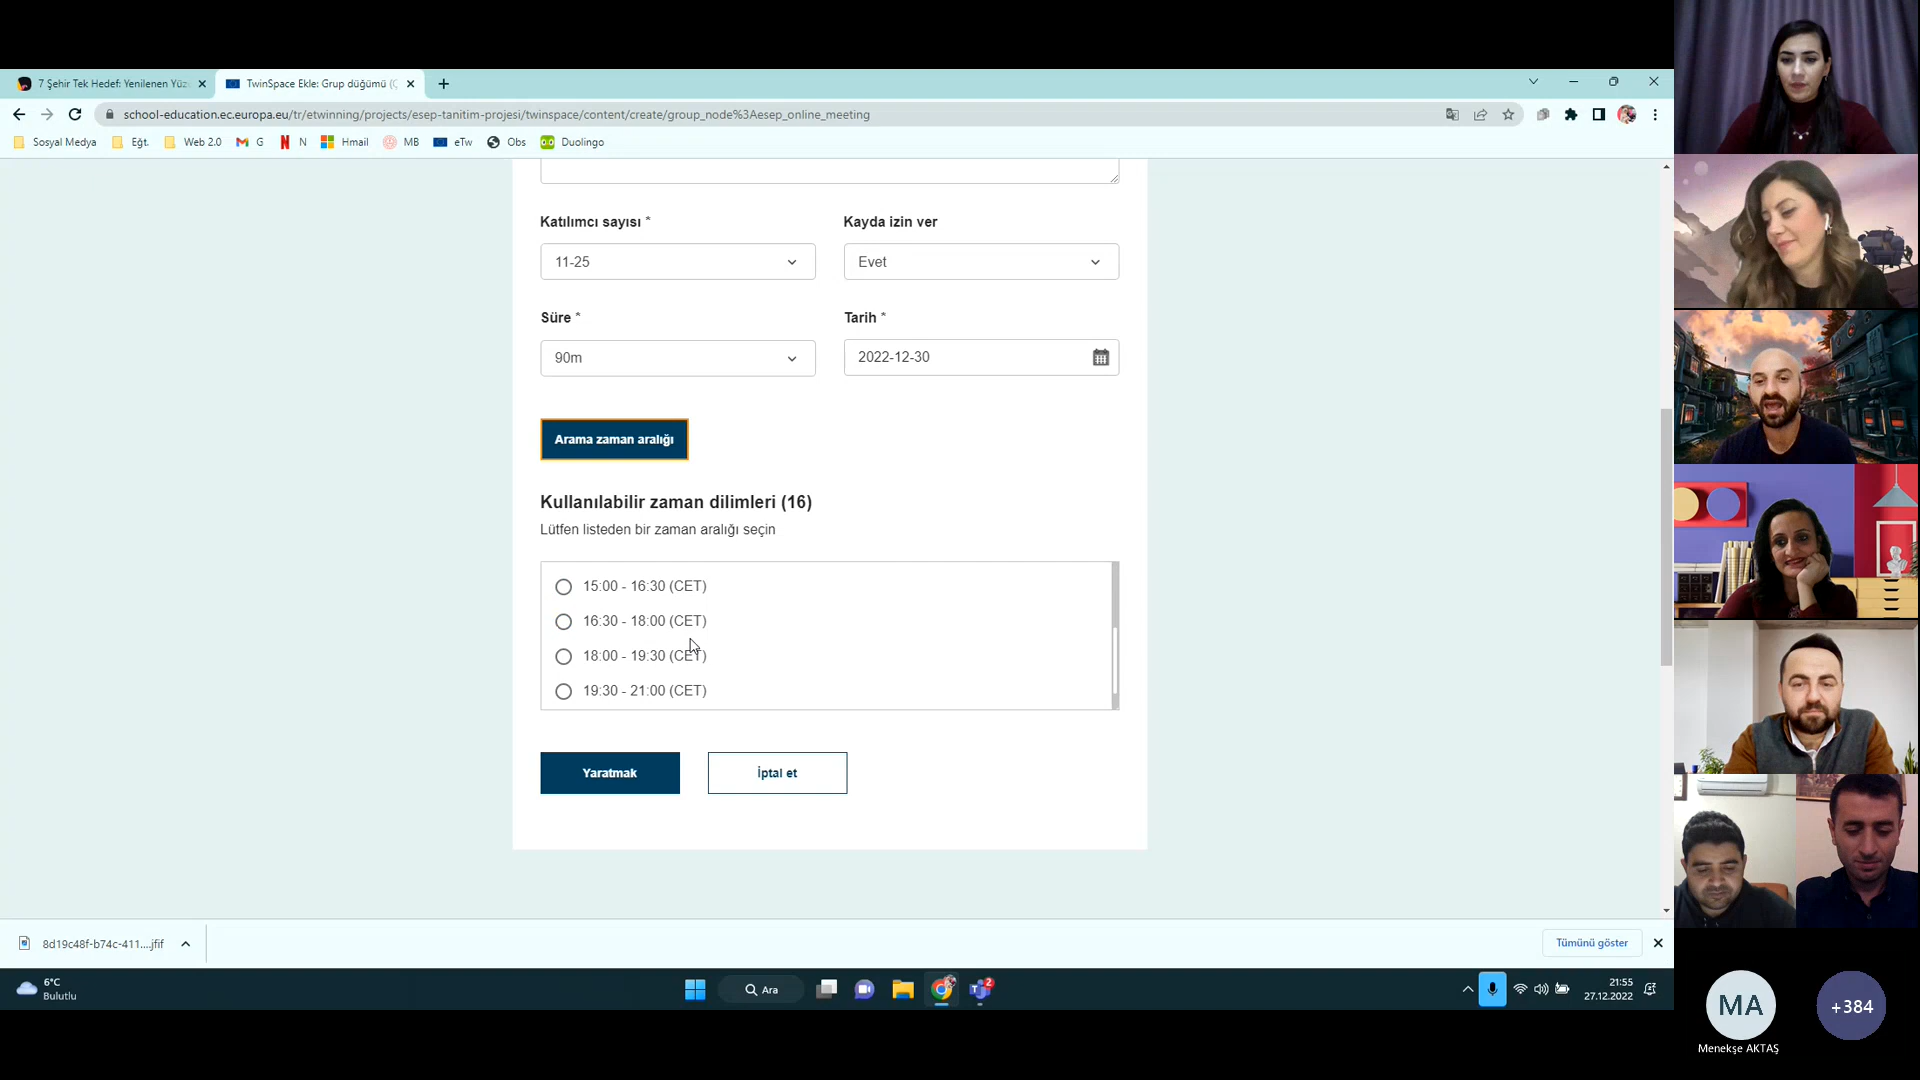 7 Şehir Tek Hedef: Yenilenen Yüz
TwinSpace Ekle: Grup düğümü (Ç
school-education.ec.europa.eu/tr/etwinning/projects/esep-tanitim-projesi/twinspace/content/create/group_node%3Aesep_online_meeting
Sosyal Medya Eğt. Web 2.0 G N Hmail MB eTw Obs Duolingo
Katılımcı sayısı * Kayda izin ver
11-25 Evet
Süre * Tarih *
90m 2022-12-30
Arama zaman aralığı
Kullanılabilir zaman dilimleri (16)
Lütfen listeden bir zaman aralığı seçin
15:00 - 16:30 (CET)
16:30 - 18:00 (CET)
18:00 - 19:30 (CET)
19:30 - 21:00 (CET)
Yaratmak İptal et
8d19c48f-b74c-411....jfif Tümünü göster
6°C
Bulutlu
Ara
2
21:55
27.12.2022
MA +384
Menekşe AKTAŞ